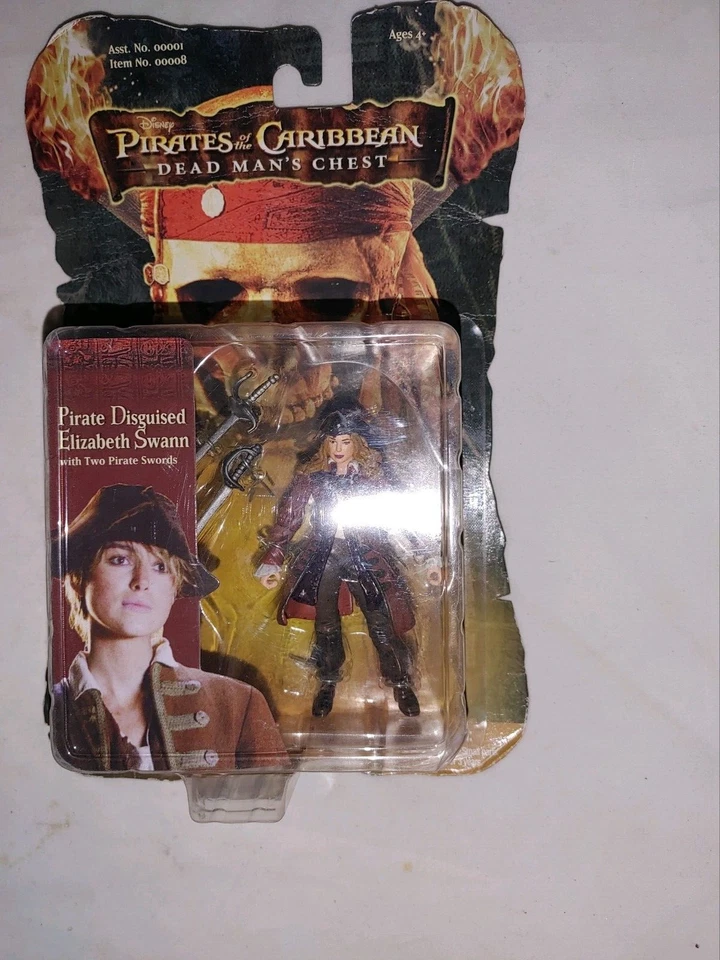 Asst. No. 00001
Item No. 00008
Ages 4+
Disney
PIRATES of the CARIBBEAN
DEAD MAN'S CHEST
Pirate Disguised
Elizabeth Swann
with Two Pirate Swords